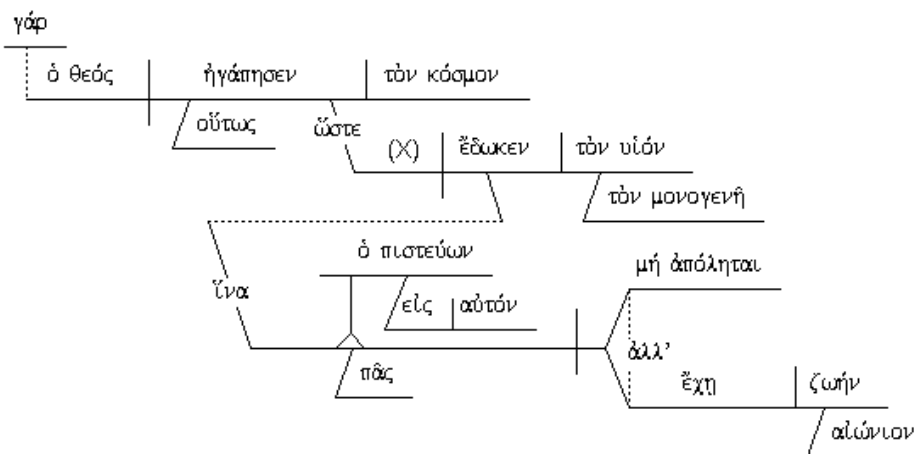 γάρ
ὁ θεός ἠγάπησεν τὸν κόσμον
οὕτως ὥστε
(X) ἔδωκεν τὸν υἱόν
τὸν μονογενῆ
ὁ πιστεύων
μή ἀπόληται
ἵνα
εἰς αὐτόν
ἀλλ'
πᾶς
ἔχῃ ζωήν
αἰώνιον